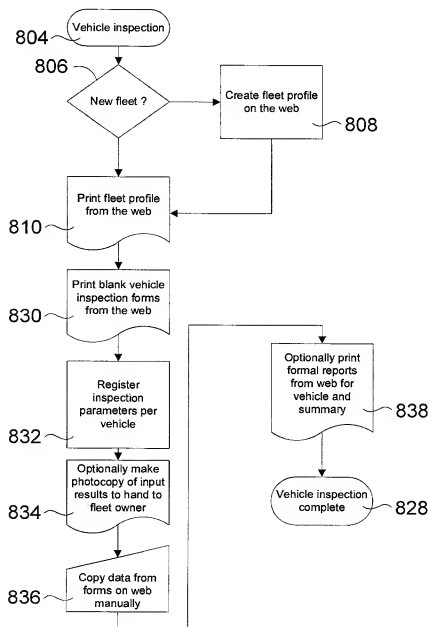 Vehicle inspection
804
806
New fleet ?
Create fleet profile
on the web
808
Print fleet profile
from the web
810
Print blank vehicle
inspection forms
from the web
830
Register
inspection
parameters per
vehicle
832
Optionally make
photocopy of input
results to hand to
fleet owner
834
Copy data from
forms on web
manually
836
Optionally print
formal reports
from web for
vehicle and
summary
838
Vehicle inspection
complete
828